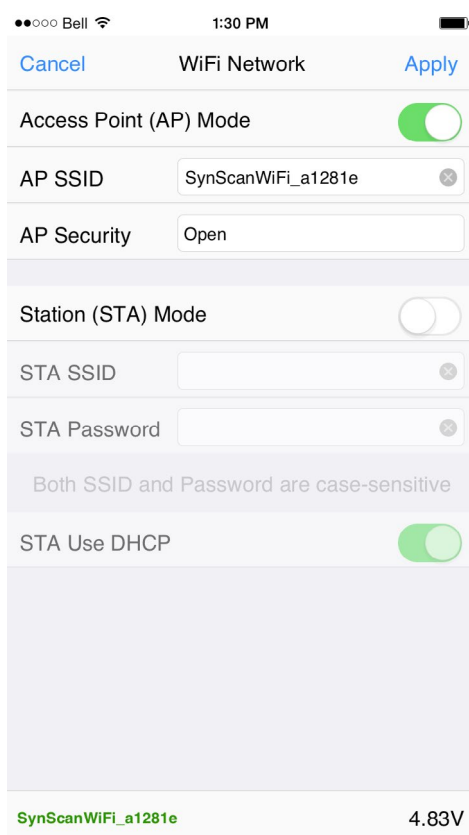 Bell 1:30 PM
Cancel WiFi Network Apply
Access Point (AP) Mode
AP SSID SynScanWiFi_a1281e
AP Security Open
Station (STA) Mode
STA SSID
STA Password
Both SSID and Password are case-sensitive
STA Use DHCP
SynScanWiFi_a1281e 4.83V